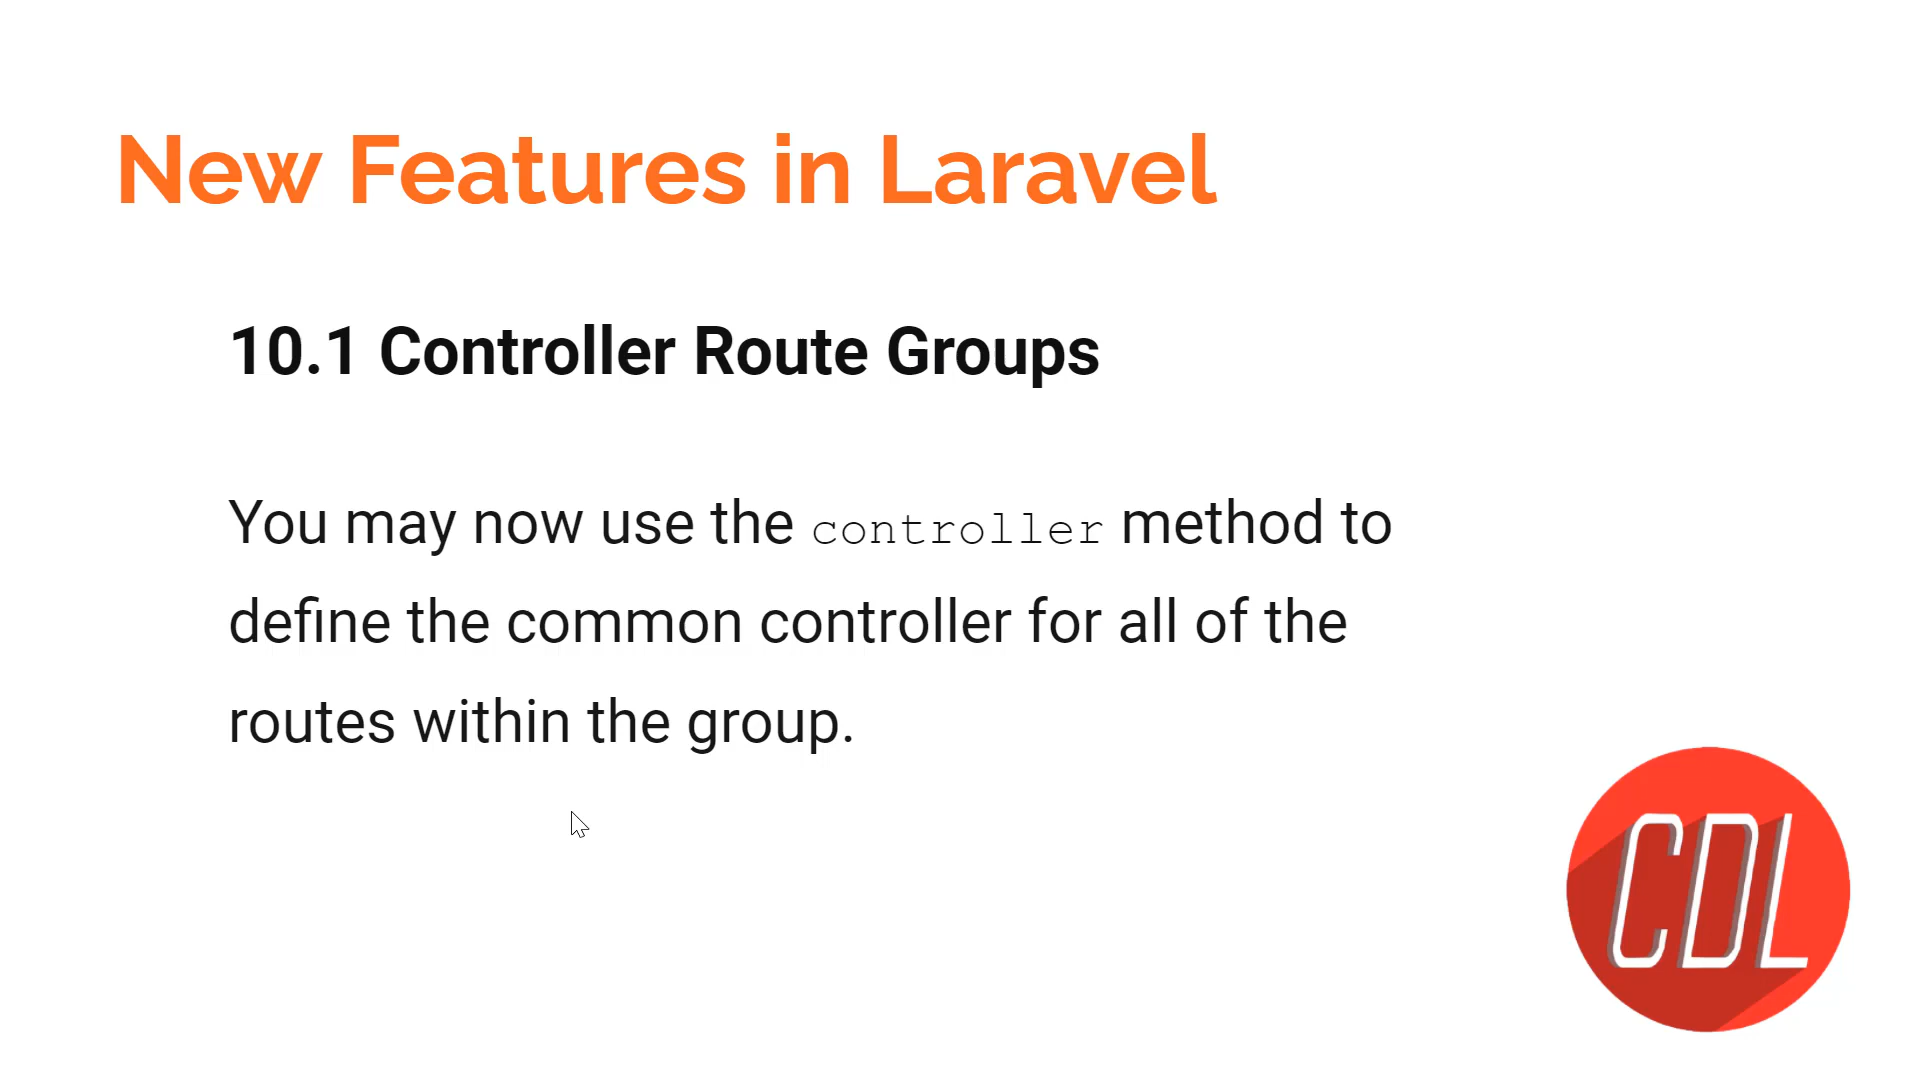 New Features in Laravel
10.1 Controller Route Groups
You may now use the controller method to
define the common controller for all of the
routes within the group.
CDL